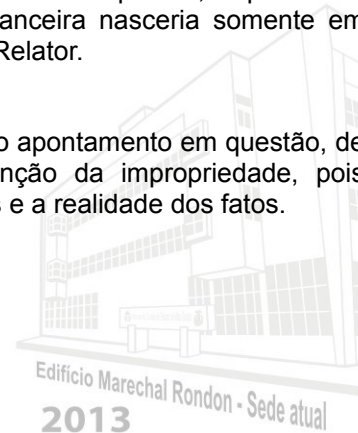 anceira nasceria somente em
Relator.
o apontamento em questão, de
nção da impropriedade, pois
s e a realidade dos fatos.
Edifício Marechal Rondon - Sede atual
2013